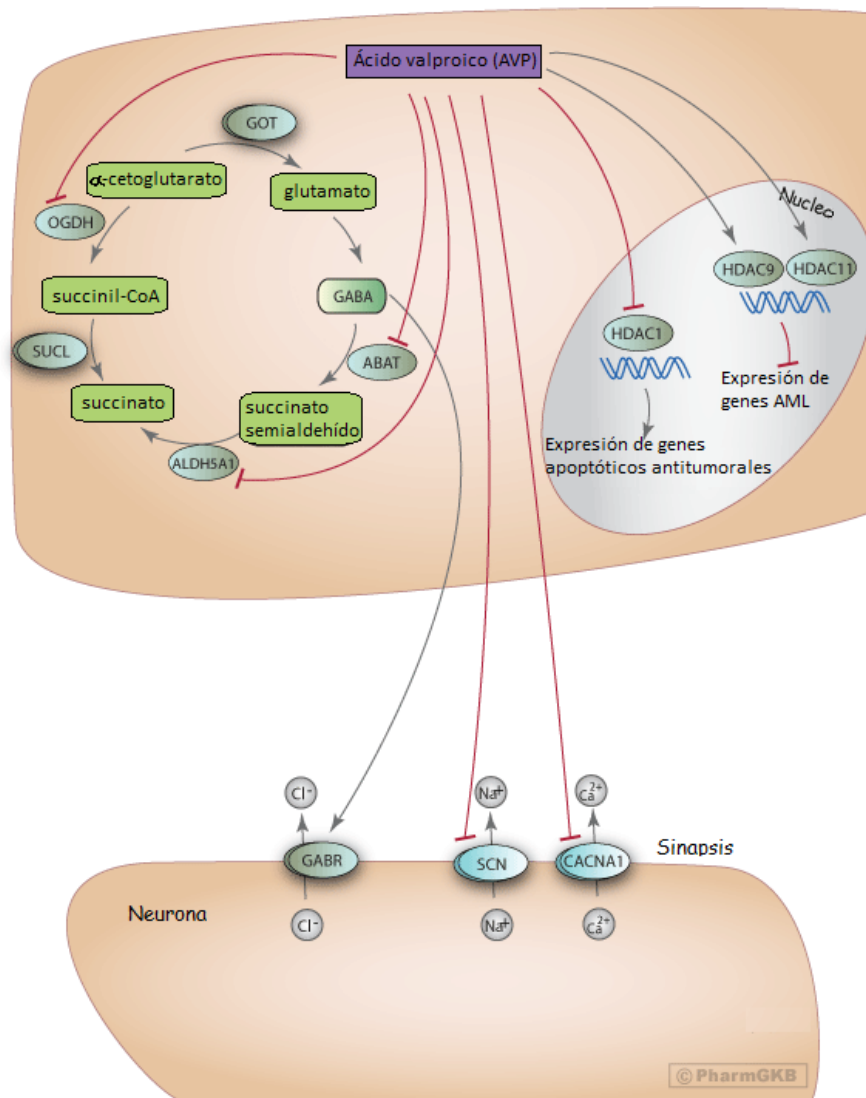 Ácido valproico (AVP)
GOT
α-cetoglutarato
glutamato
OGDH
Nucleo
HDAC9
HDAC11
succinil-CoA
GABA
HDAC1
SUCL
ABAT
Expresión de
genes AML
succinato
succinato
semialdehído
ALDH5A1
Expresión de genes
apoptóticos antitumorales
Cl-
Na+
Ca2+
Sinapsis
GABR
SCN
CACNA1
Neurona
Cl-
Na+
Ca2+
© PharmGKB